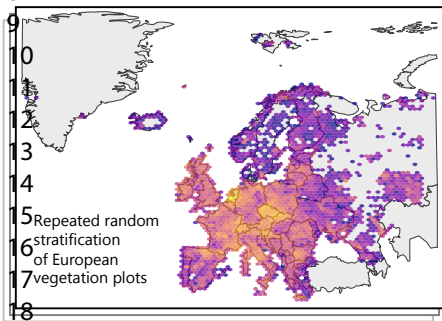 9
10
11
12
13
14
15
16
17
18
Repeated random
stratification
of European
vegetation plots